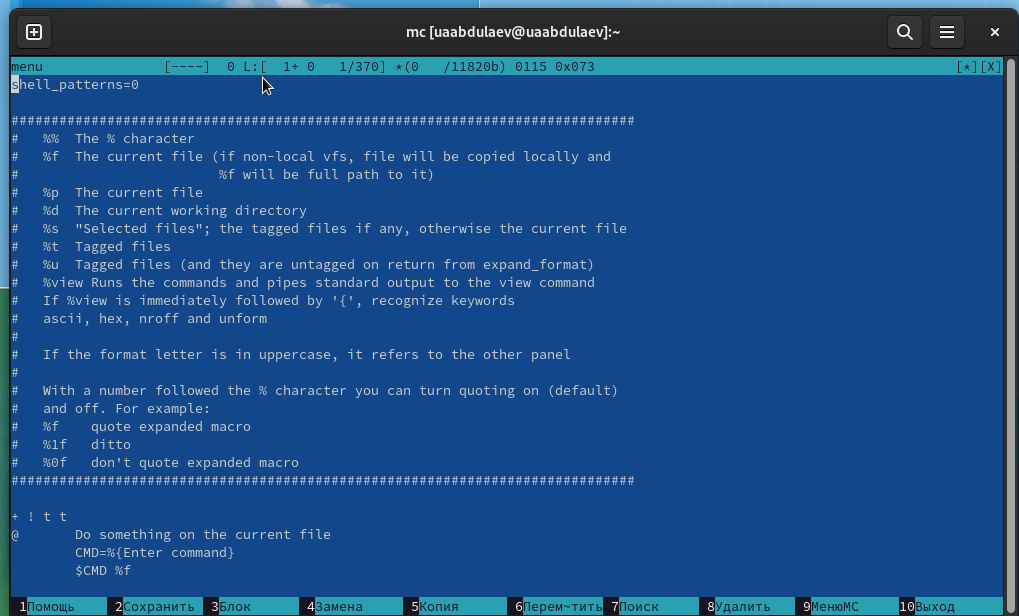 mc [uaabdulaev@uaabdulaev]:~
menu [----] 0 L:[ 1+ 0 1/370] *(0 /11820b) 0115 0x073 [*][X]
shell_patterns=0
##############################################################################
# %% The % character
# %f The current file (if non-local vfs, file will be copied locally and
# %f will be full path to it)
# %p The current file
# %d The current working directory
# %s "Selected files"; the tagged files if any, otherwise the current file
# %t Tagged files
# %u Tagged files (and they are untagged on return from expand_format)
# %view Runs the commands and pipes standard output to the view command
# If %view is immediately followed by '{', recognize keywords
# ascii, hex, nroff and unform
#
# If the format letter is in uppercase, it refers to the other panel
#
# With a number followed the % character you can turn quoting on (default)
# and off. For example:
# %f quote expanded macro
# %1f ditto
# %0f don't quote expanded macro
##############################################################################
+ ! t t
@ Do something on the current file
CMD=%{Enter command}
$CMD %f
1Помощь 2Сохранить 3Блок 4Замена 5Копия 6Перем~тить 7Поиск 8Удалить 9МенюMC 10Выход